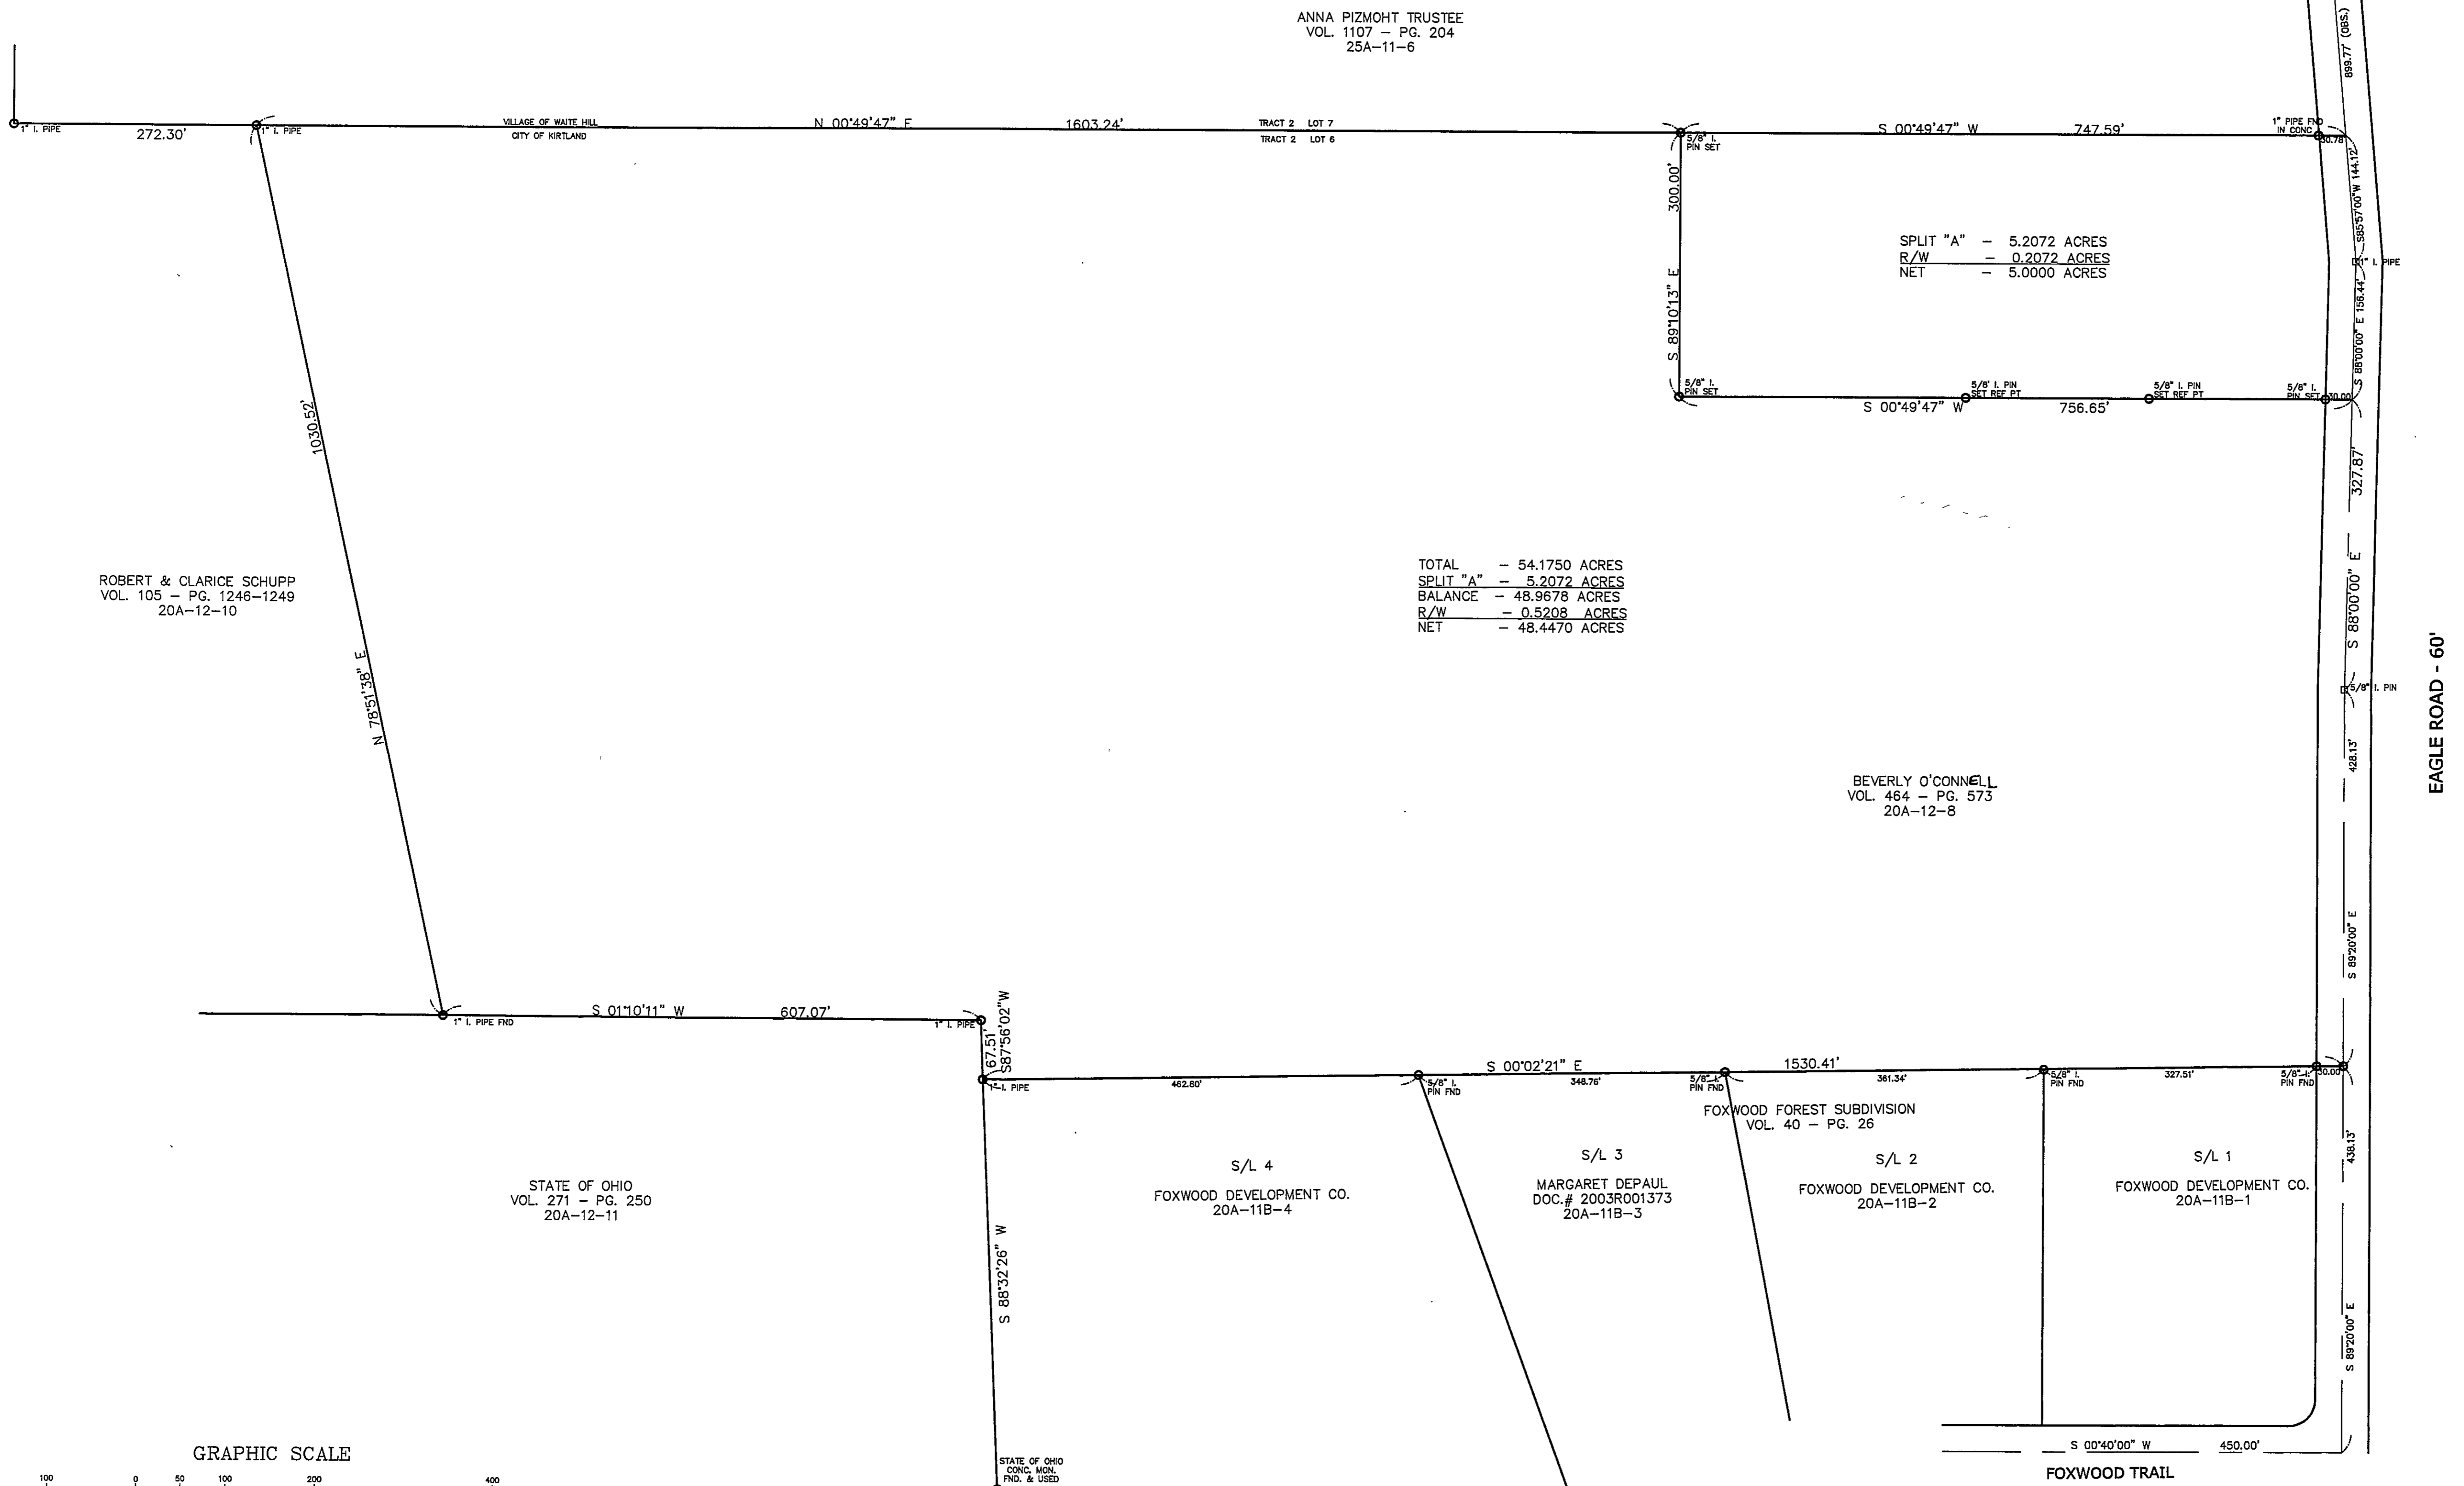 ANNA PIZMOHT TRUSTEE
VOL. 1107 – PG. 204
25A–11–6
899.77' (OBS.)
1" I. PIPE
272.30'
1" I. PIPE
VILLAGE OF WAITE HILL
CITY OF KIRTLAND
N 00°49'47" E
1603.24'
TRACT 2 LOT 7
TRACT 2 LOT 6
5/8" I.
PIN SET
S 00°49'47" W
747.59'
1" PIPE FND
IN CONC
30.78
S85°57'00"W 144.12'
1" I. PIPE
S 88°00'00" E 156.44'
300.00'
S 89°10'13" E
SPLIT "A" – 5.2072 ACRES
R/W – 0.2072 ACRES
NET – 5.0000 ACRES
5/8" I.
PIN SET
5/8' I. PIN
SET REF PT
5/8" I. PIN
SET REF PT
5/8" I.
PIN SET
30.00
S 00°49'47" W
756.65'
1030.52'
N 78°51'38" E
327.87'
S 88°00'00" E
ROBERT & CLARICE SCHUPP
VOL. 105 – PG. 1246–1249
20A–12–10
TOTAL – 54.1750 ACRES
SPLIT "A" – 5.2072 ACRES
BALANCE – 48.9678 ACRES
R/W – 0.5208 ACRES
NET – 48.4470 ACRES
EAGLE ROAD - 60'
5/8" I. PIN
428.13'
S 89°20'00" E
BEVERLY O'CONNELL
VOL. 464 – PG. 573
20A–12–8
1" I. PIPE FND
S 01°10'11" W
607.07'
1" I. PIPE
67.51'
S87°56'02"W
1" I. PIPE
462.80'
5/8" I.
PIN FND
S 00°02'21" E
348.76'
5/8" I.
PIN FND
1530.41'
361.34'
5/8" I.
PIN FND
327.51'
5/8" I.
PIN FND
30.00
FOXWOOD FOREST SUBDIVISION
VOL. 40 – PG. 26
438.13'
S 89°20'00" E
STATE OF OHIO
VOL. 271 – PG. 250
20A–12–11
S 88°32'26" W
S/L 4
FOXWOOD DEVELOPMENT CO.
20A–11B–4
S/L 3
MARGARET DEPAUL
DOC.# 2003R001373
20A–11B–3
S/L 2
FOXWOOD DEVELOPMENT CO.
20A–11B–2
S/L 1
FOXWOOD DEVELOPMENT CO.
20A–11B–1
S 00°40'00" W
450.00'
FOXWOOD TRAIL
STATE OF OHIO
CONC. MON.
FND. & USED
GRAPHIC SCALE
100 0 50 100 200 400